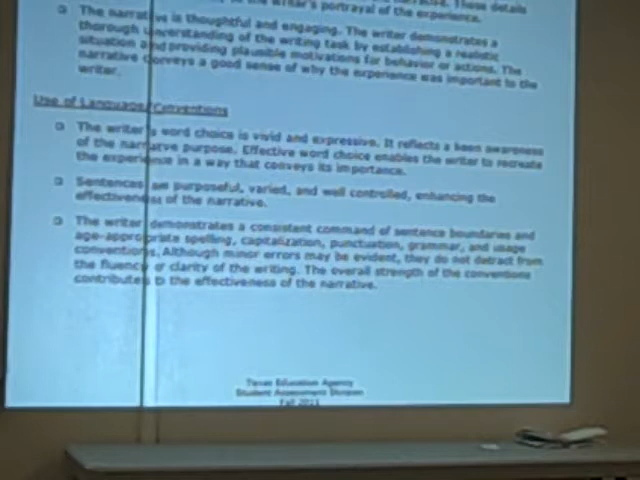 the writer's portrayal of the experience. These details
The narrative is thoughtful and engaging. The writer demonstrates a
thorough understanding of the writing task by establishing a realistic
situation and providing plausible motivations for behavior or actions. The
narrative conveys a good sense of why the experience was important to the
writer.
Use of Language/Conventions
The writer's word choice is vivid and expressive. It reflects a keen awareness
of the narrative purpose. Effective word choice enables the writer to recreate
the experience in a way that conveys its importance.
Sentences are purposeful, varied, and well controlled, enhancing the
effectiveness of the narrative.
The writer demonstrates a consistent command of sentence boundaries and
age-appropriate spelling, capitalization, punctuation, grammar, and usage
conventions. Although minor errors may be evident, they do not detract from
the fluency or clarity of the writing. The overall strength of the conventions
contributes to the effectiveness of the narrative.
Texas Education Agency
Student Assessment Division
Fall 2011